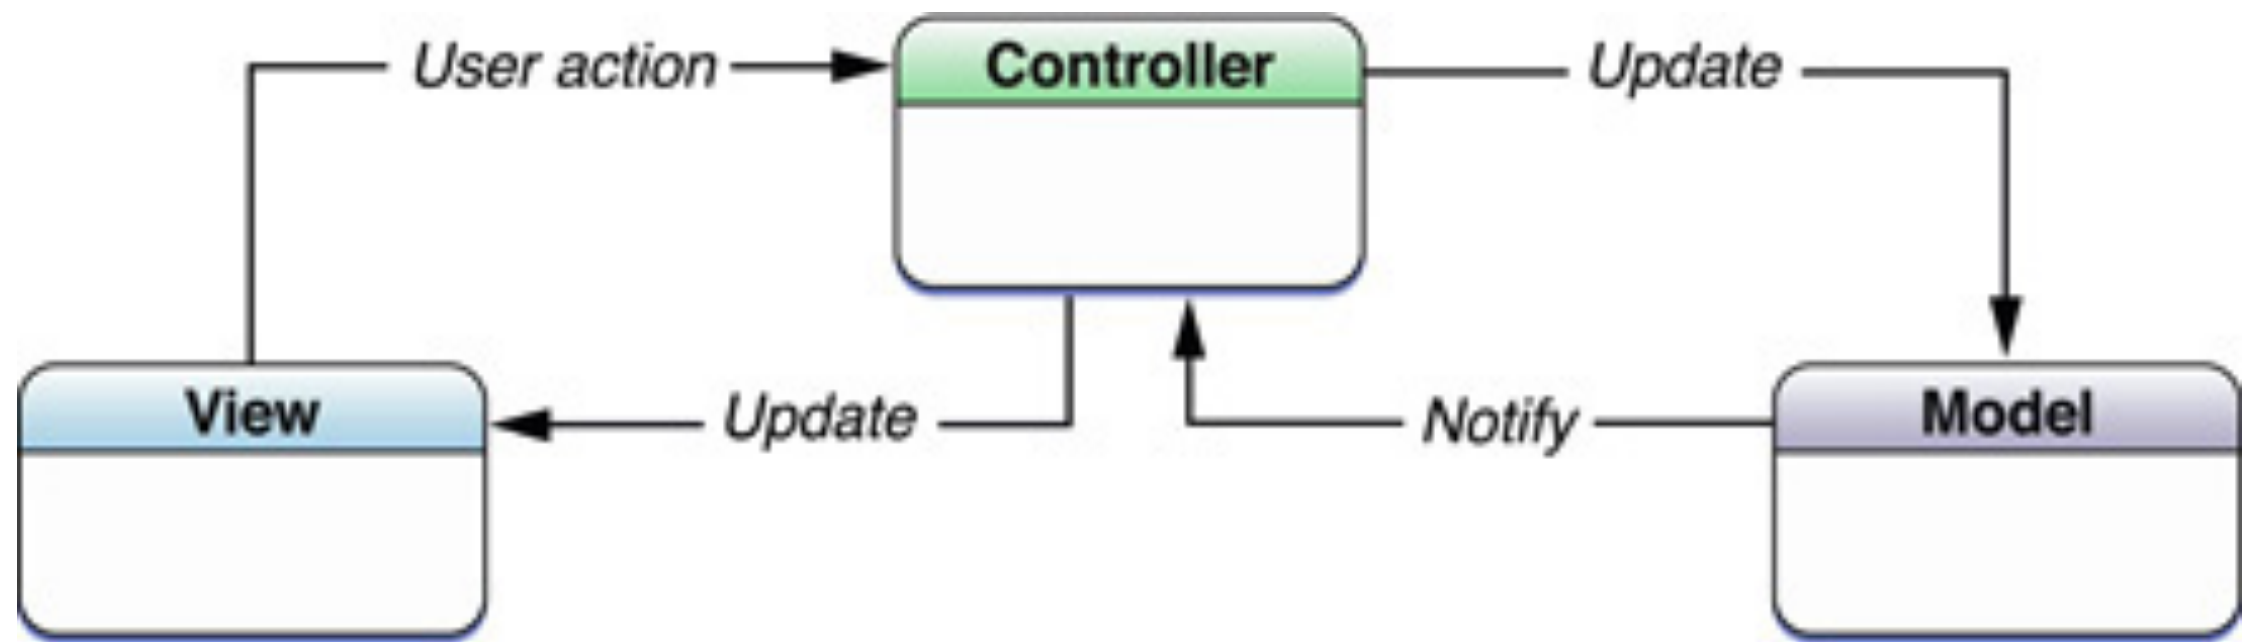 User action
Controller
Update
View
Update
Notify
Model